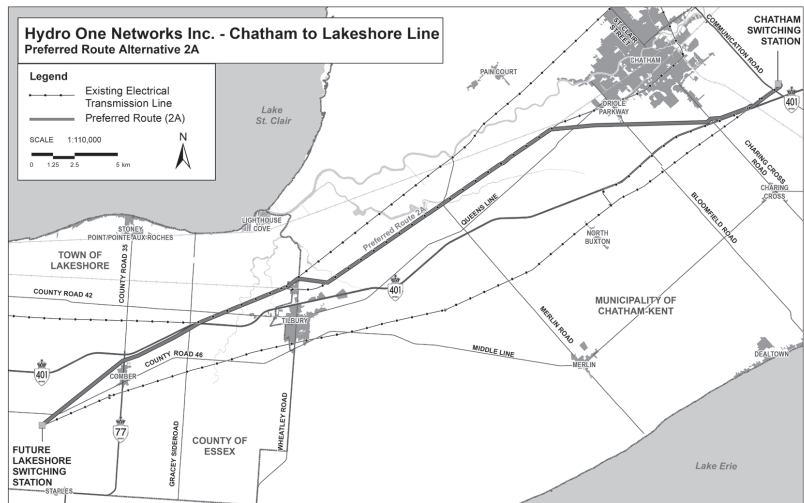 Hydro One Networks Inc. - Chatham to Lakeshore Line
Preferred Route Alternative 2A
Legend
Existing Electrical
Transmission Line
Preferred Route (2A)
SCALE 1:110,000
0 1.25 2.5 5 km
N
Lake
St. Clair
PAIN COURT
ST. CLAIR
STREET
CHATHAM
COMMUNICATION ROAD
CHATHAM
SWITCHING
STATION
401
ORIOLE
PARKWAY
CHARING CROSS
ROAD
CHARING
CROSS
BLOOMFIELD ROAD
QUEENS LINE
Preferred Route 2A
NORTH
BUXTON
LIGHTHOUSE
COVE
STONEY
POINT/POINTE-AUX-ROCHES
TOWN OF
LAKESHORE
COUNTY ROAD 35
COUNTY ROAD 42
401
TILBURY
MUNICIPALITY OF
CHATHAM-KENT
MERLIN ROAD
MIDDLE LINE
MERLIN
DEALTOWN
COUNTY ROAD 46
401
COMBER
77
GRACEY SIDEROAD
COUNTY OF
ESSEX
WHEATLEY ROAD
FUTURE
LAKESHORE
SWITCHING
STATION
STAPLES
Lake Erie